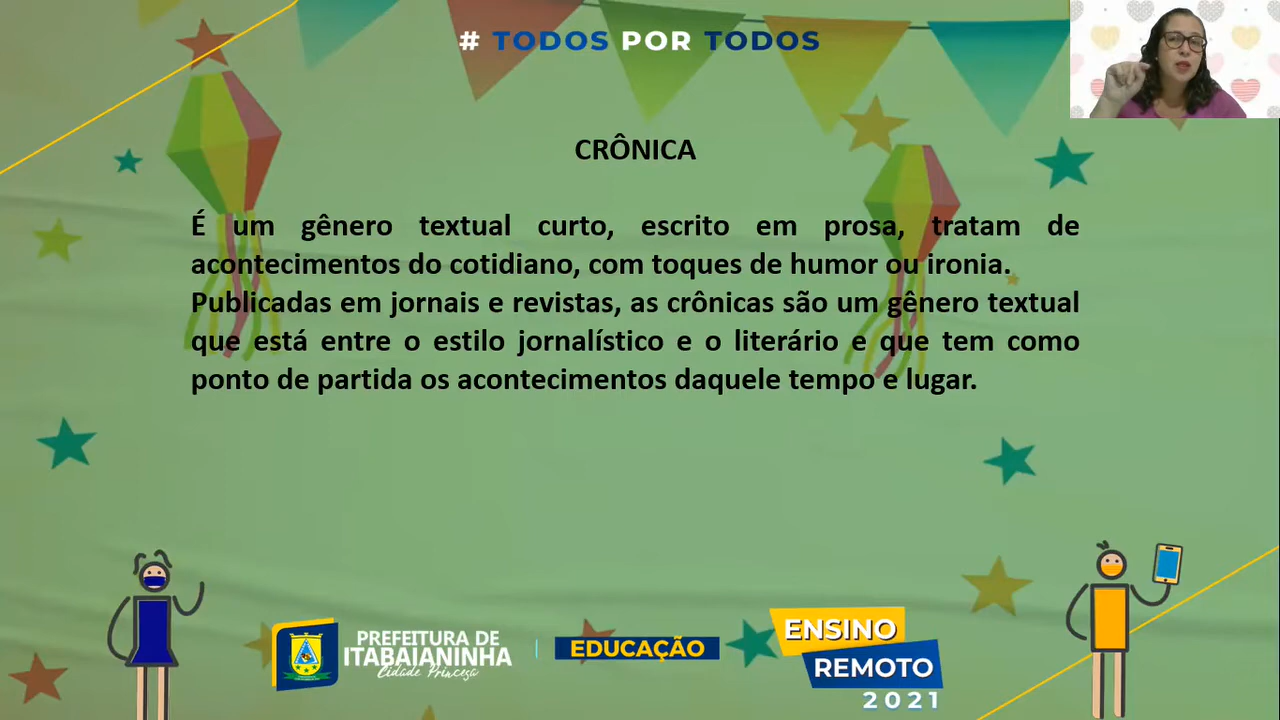 # TODOS POR TODOS
CRÔNICA
É um gênero textual curto, escrito em prosa, tratam de
acontecimentos do cotidiano, com toques de humor ou ironia.
Publicadas em jornais e revistas, as crônicas são um gênero textual
que está entre o estilo jornalístico e o literário e que tem como
ponto de partida os acontecimentos daquele tempo e lugar.
PREFEITURA DE
ITABAIANINHA
Cidade Princesa
EDUCAÇÃO
ENSINO
REMOTO
2021